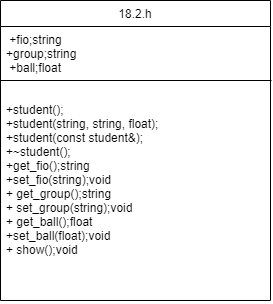 18.2.h
+fio;string
+group;string
+ball;float
+student();
+student(string, string, float);
+student(const student&);
+~student();
+get_fio();string
+set_fio(string);void
+ get_group();string
+ set_group(string);void
+ get_ball();float
+set_ball(float);void
+ show();void